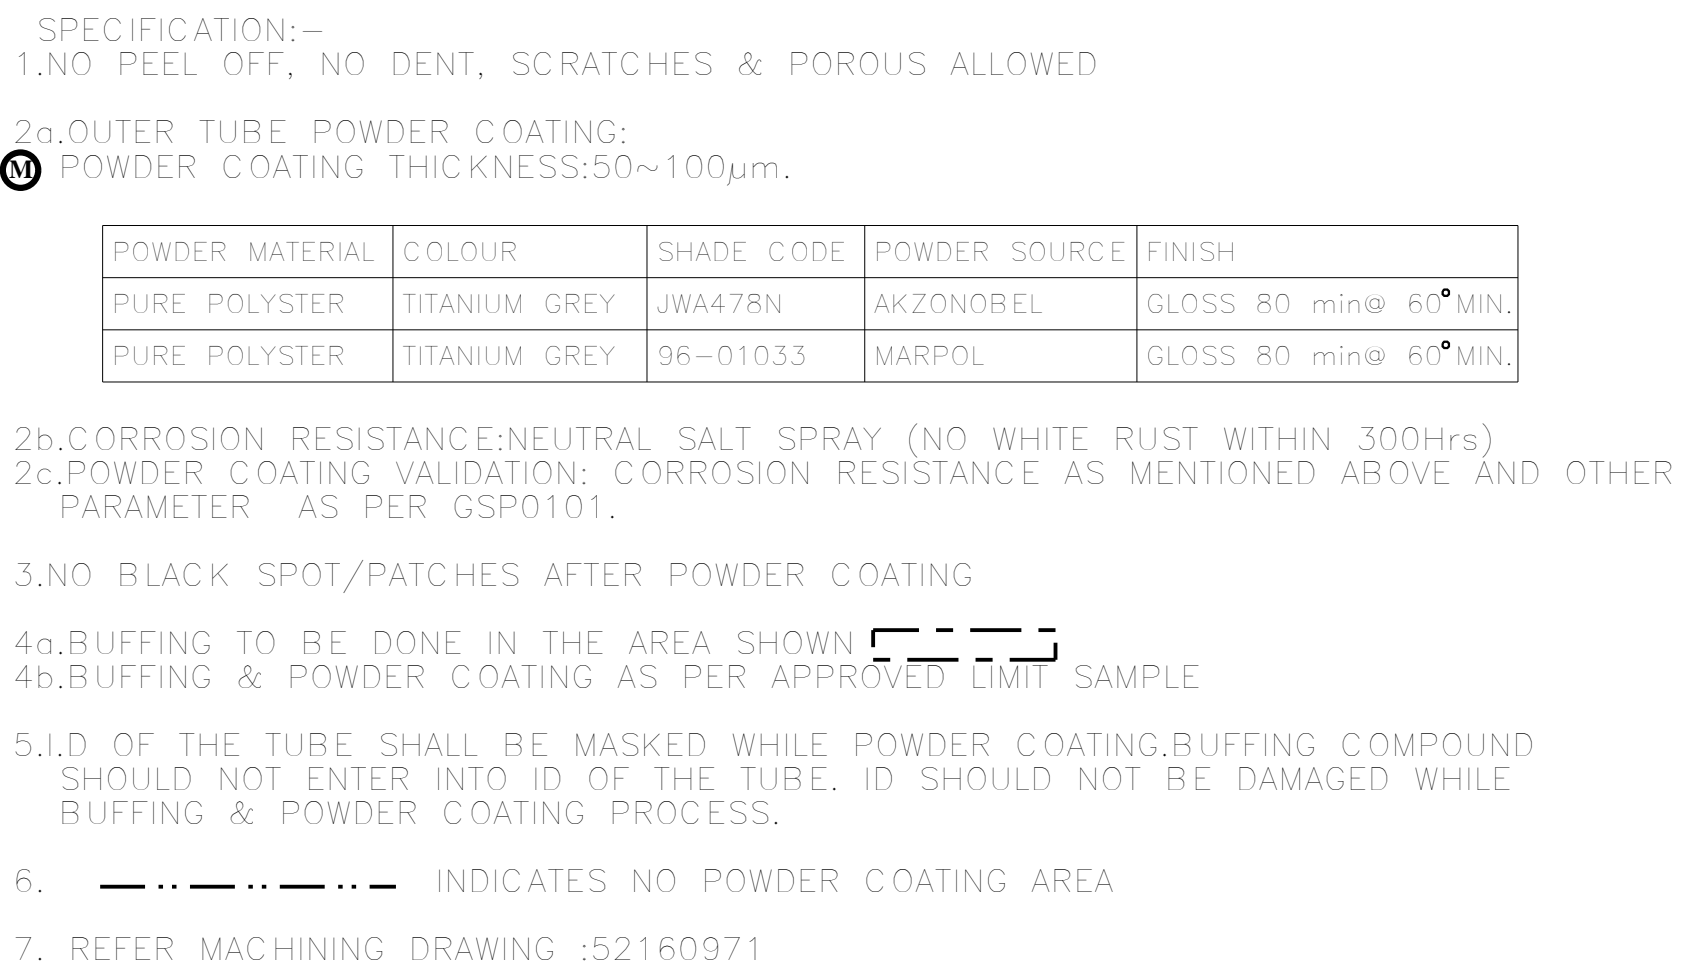 SPECIFICATION:-
1.NO PEEL OFF, NO DENT, SCRATCHES & POROUS ALLOWED
2a.OUTER TUBE POWDER COATING:
M POWDER COATING THICKNESS:50~100µm.
POWDER MATERIAL COLOUR SHADE CODE POWDER SOURCE FINISH
PURE POLYSTER TITANIUM GREY JWA478N AKZONOBEL GLOSS 80 min@ 60°MIN.
PURE POLYSTER TITANIUM GREY 96-01033 MARPOL GLOSS 80 min@ 60°MIN.
2b.CORROSION RESISTANCE:NEUTRAL SALT SPRAY (NO WHITE RUST WITHIN 300Hrs)
2c.POWDER COATING VALIDATION: CORROSION RESISTANCE AS MENTIONED ABOVE AND OTHER
PARAMETER AS PER GSP0101.
3.NO BLACK SPOT/PATCHES AFTER POWDER COATING
4a.BUFFING TO BE DONE IN THE AREA SHOWN
4b.BUFFING & POWDER COATING AS PER APPROVED LIMIT SAMPLE
5.I.D OF THE TUBE SHALL BE MASKED WHILE POWDER COATING.BUFFING COMPOUND
SHOULD NOT ENTER INTO ID OF THE TUBE. ID SHOULD NOT BE DAMAGED WHILE
BUFFING & POWDER COATING PROCESS.
6. INDICATES NO POWDER COATING AREA
7. REFER MACHINING DRAWING :52160971